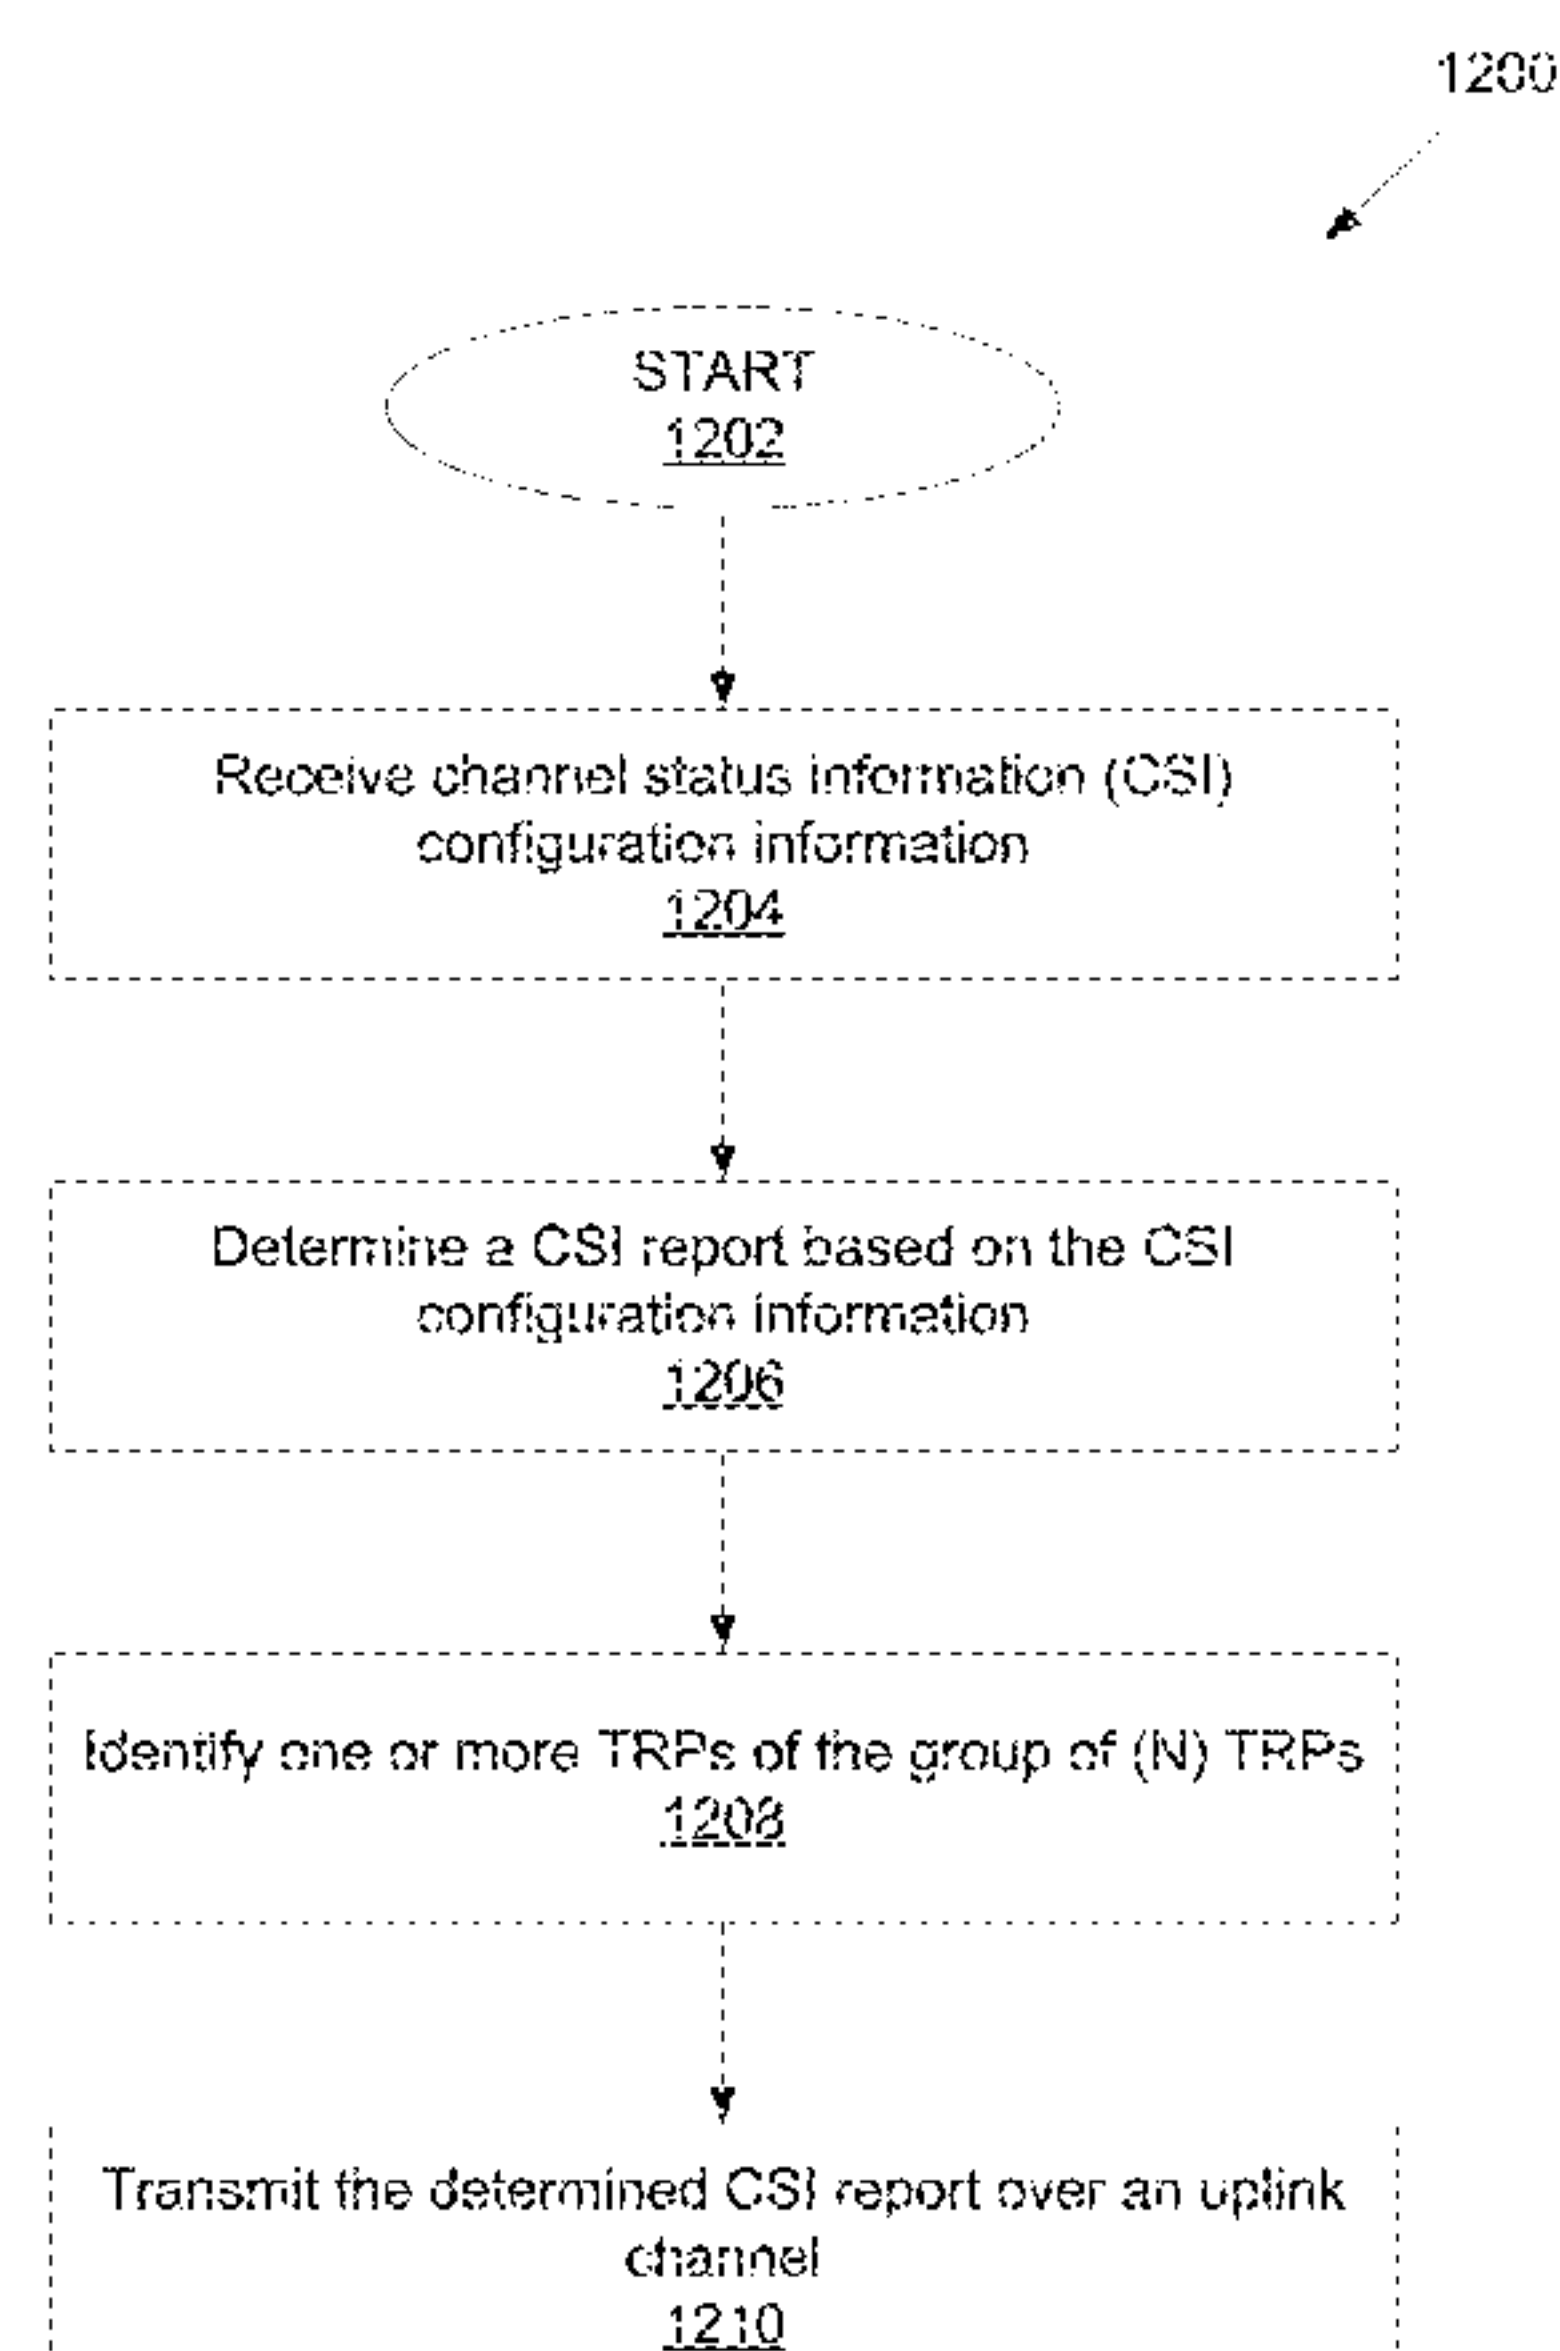 1200
START
1202
Receive channel status information (CSI)
configuration information
1204
Determine a CSI report based on the CSI
configuration information
1206
Identify one or more TRPs of the group of (N) TRPs
1208
Transmit the determined CSI report over an uplink
channel
1210